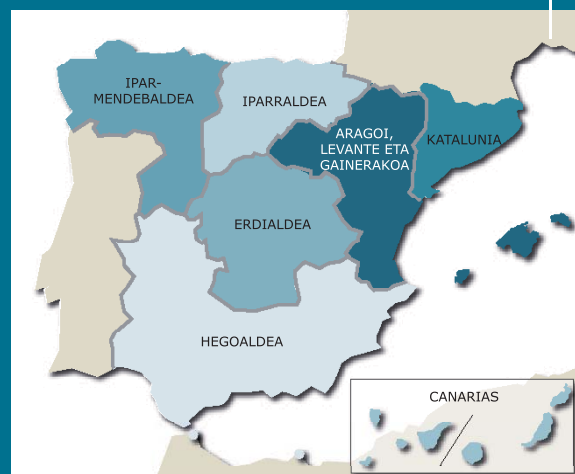 IPAR-
MENDEBALDEA
IPARRALDEA
ARAGOI,
LEVANTE ETA
GAINERAKOA
KATALUNIA
ERDIALDEA
HEGOALDEA
CANARIAS